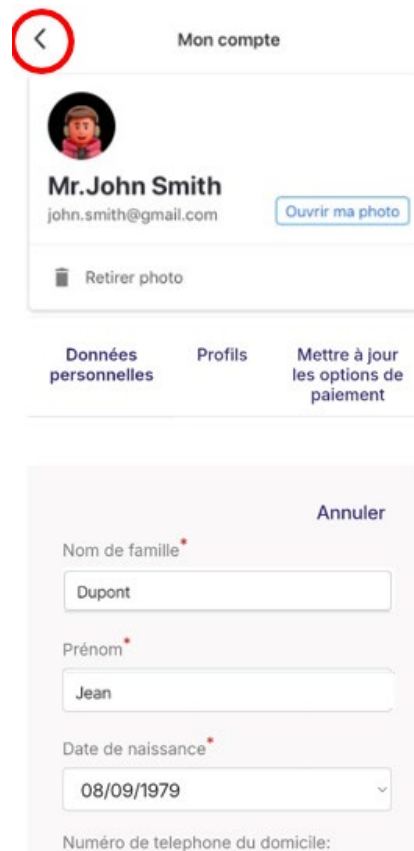 Mon compte
Mr.John Smith
john.smith@gmail.com
Ouvrir ma photo
Retirer photo
Données personnelles
Profils
Mettre à jour les options de paiement
Annuler
Nom de famille*
Dupont
Prénom*
Jean
Date de naissance*
08/09/1979
Numéro de telephone du domicile: